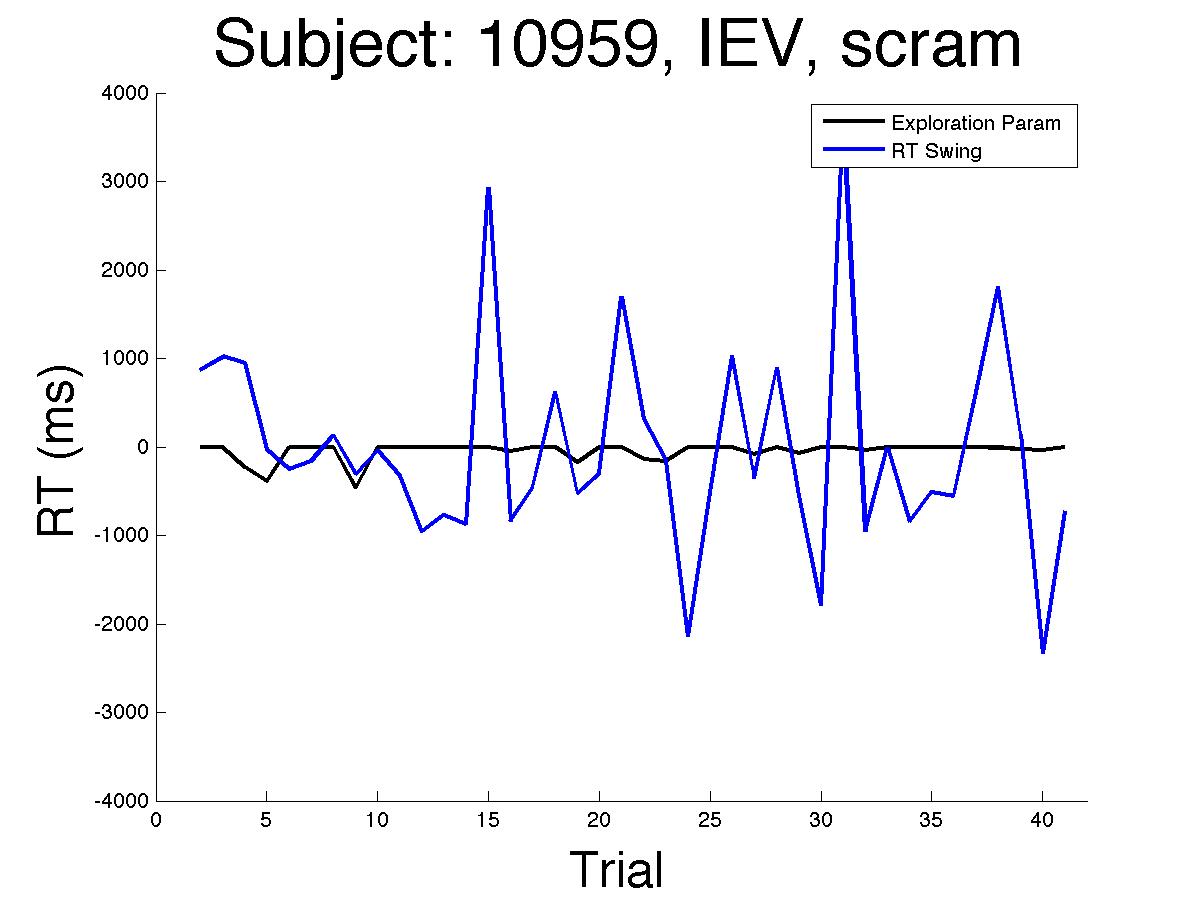 Subject: 10959, IEV, scram
Exploration Param
RT Swing
4000
3000
2000
1000
0
-1000
-2000
-3000
-4000
RT (ms)
0 5 10 15 20 25 30 35 40
Trial